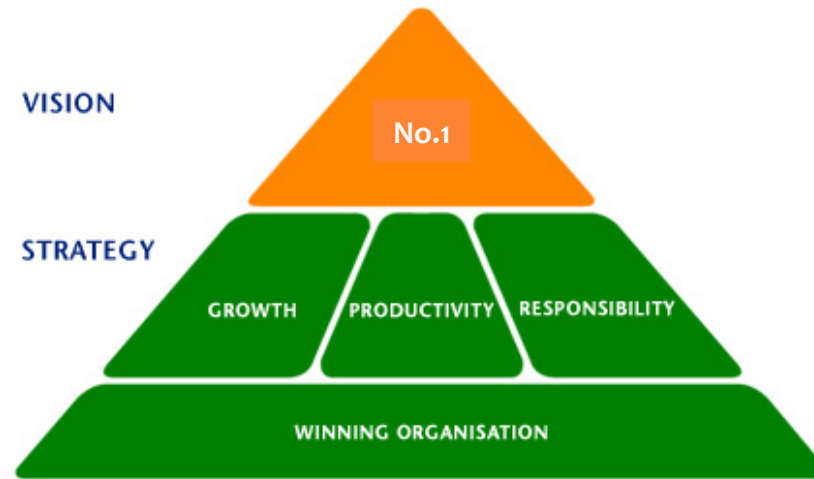 VISION
No.1
STRATEGY
GROWTH
PRODUCTIVITY
RESPONSIBILITY
WINNING ORGANISATION